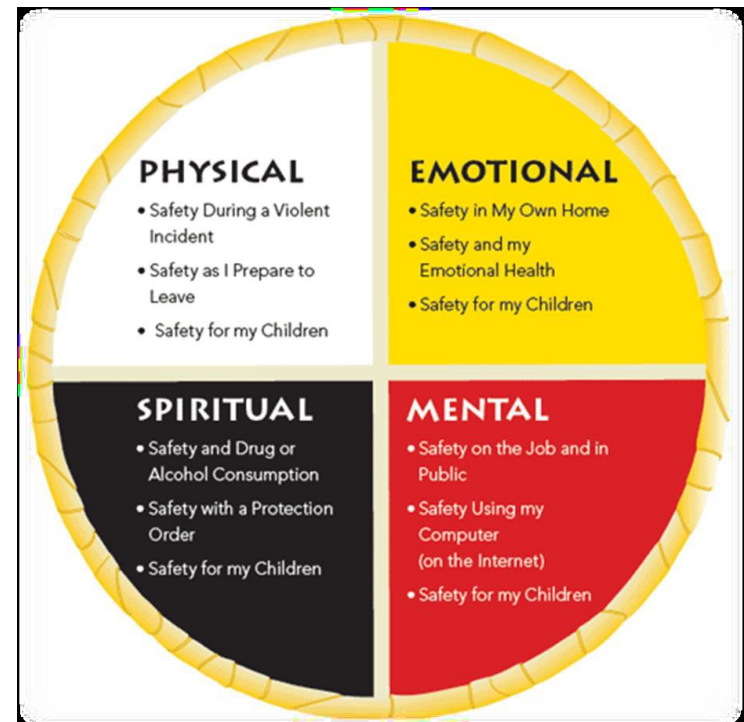 PHYSICAL
• Safety During a Violent
Incident
• Safety as I Prepare to
Leave
• Safety for my Children
EMOTIONAL
• Safety in My Own Home
• Safety and my
Emotional Health
• Safety for my Children
SPIRITUAL
• Safety and Drug or
Alcohol Consumption
• Safety with a Protection
Order
• Safety for my Children
MENTAL
• Safety on the Job and in
Public
• Safety Using my
Computer
(on the Internet)
• Safety for my Children